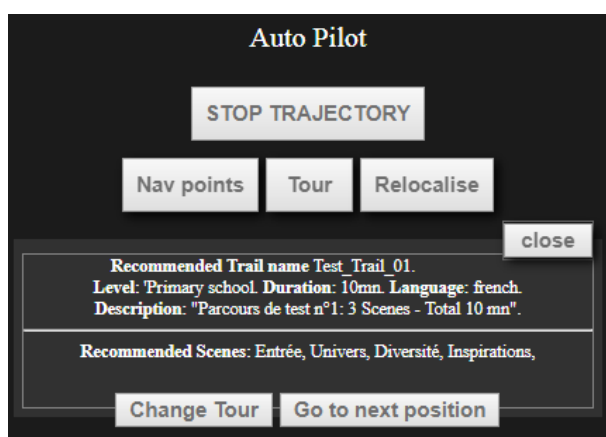 Auto Pilot
STOP TRAJECTORY
Nav points Tour Relocalise
close
Recommended Trail name Test_Trail_01.
Level: 'Primary school. Duration: 10mn. Language: french.
Description: "Parcours de test n°1: 3 Scenes - Total 10 mn".
Recommended Scenes: Entrée, Univers, Diversité, Inspirations,
Change Tour Go to next position